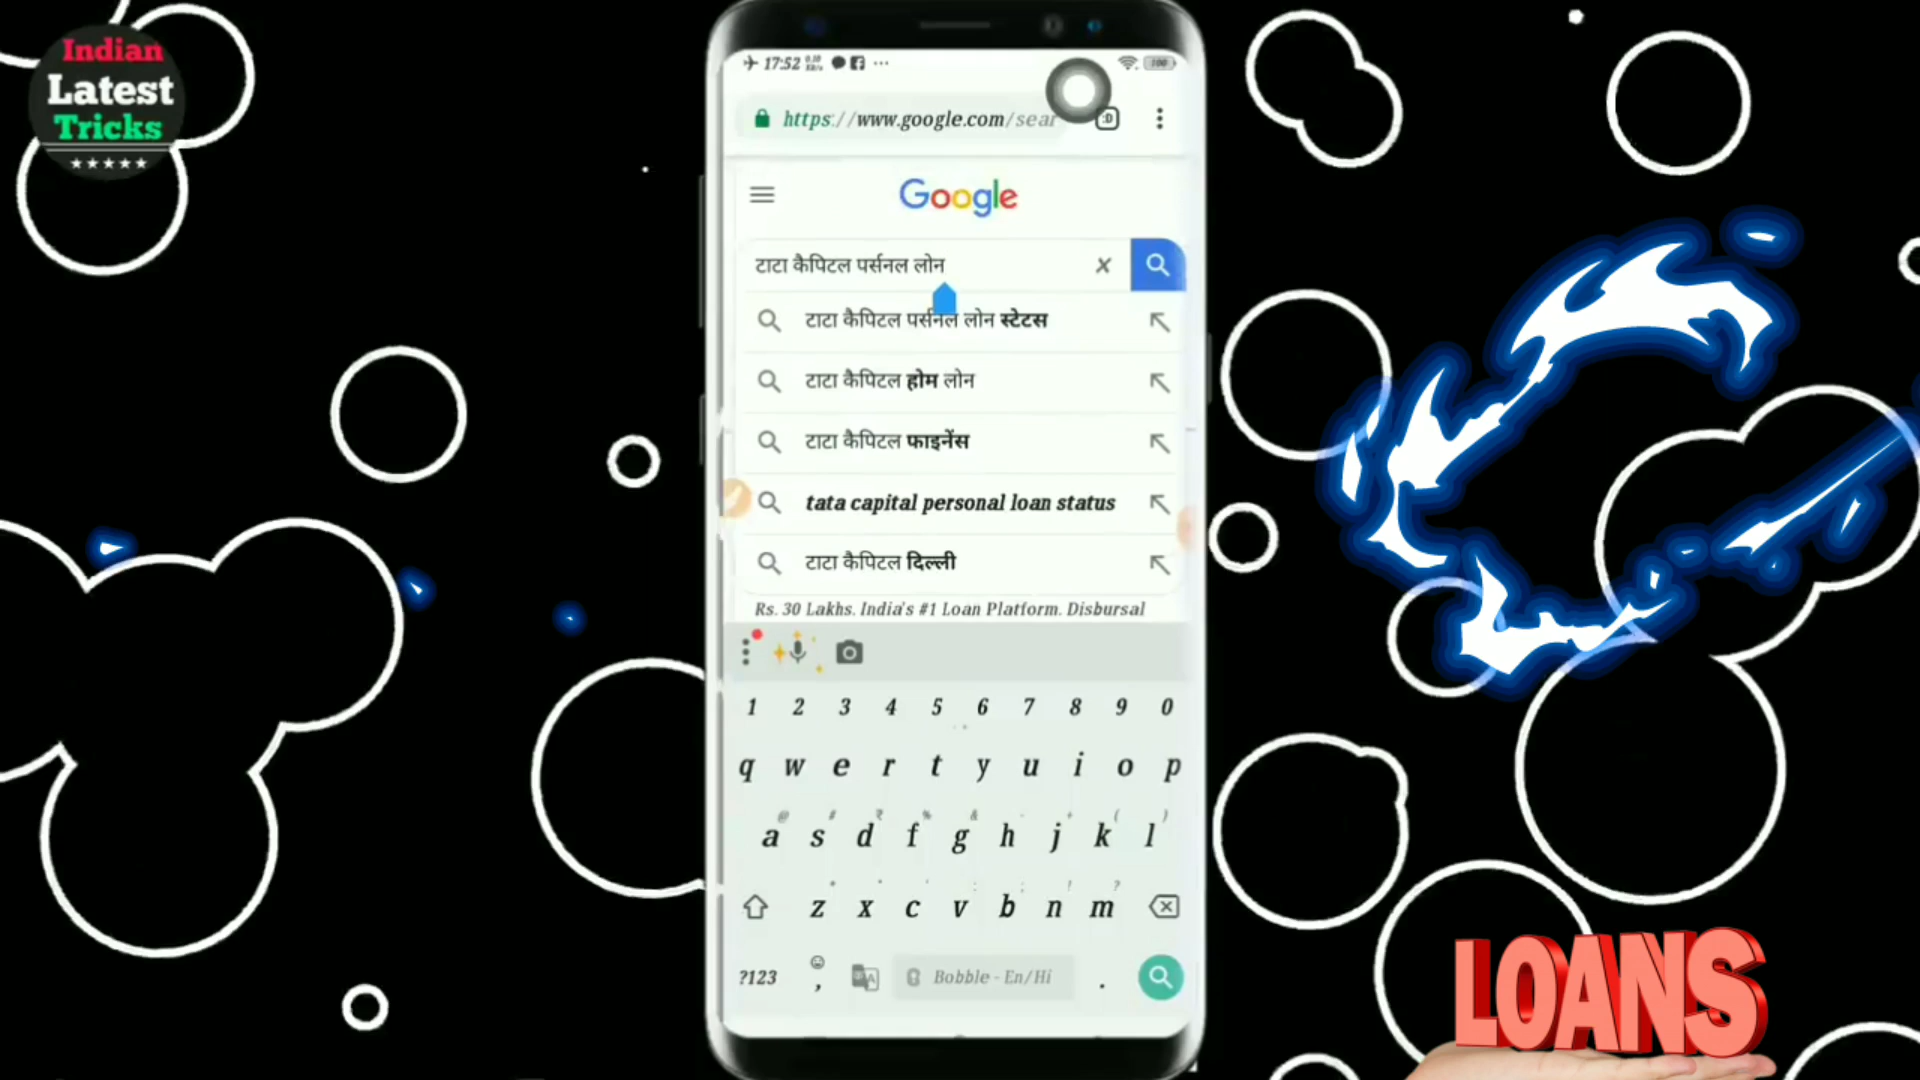 Indian
Latest
Tricks
17:52
100
https://www.google.com/sear
:D
Google
टाटा कैपिटल पर्सनल लोन
टाटा कैपिटल पर्सनल लोन स्टेटस
टाटा कैपिटल होम लोन
टाटा कैपिटल फाइनेंस
tata capital personal loan status
टाटा कैपिटल दिल्ली
Rs. 30 Lakhs. India's #1 Loan Platform. Disbursal
1 2 3 4 5 6 7 8 9 0
q w e r t y u i o p
a s d f g h j k l
z x c v b n m
?123 , Bobble - En/Hi .
LOANS